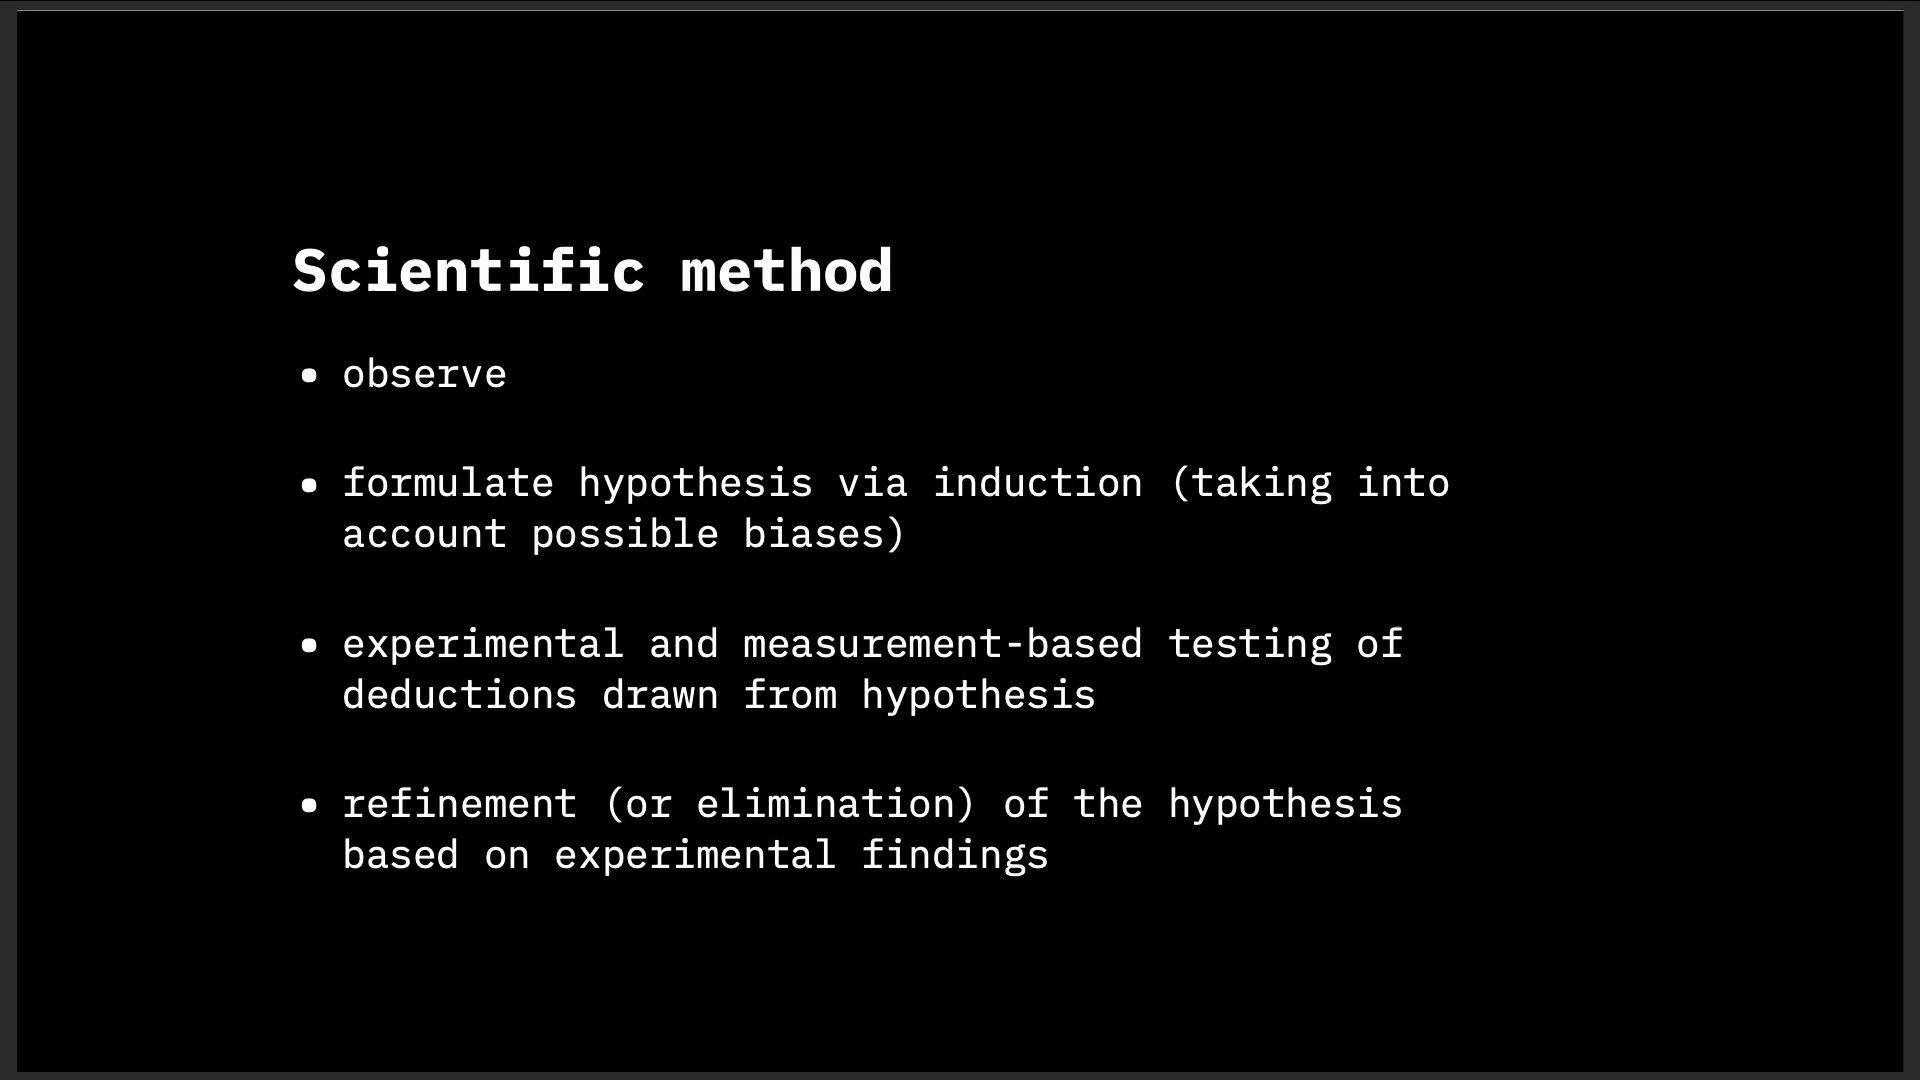 Scientific method
• observe
• formulate hypothesis via induction (taking into
account possible biases)
• experimental and measurement-based testing of
deductions drawn from hypothesis
• refinement (or elimination) of the hypothesis
based on experimental findings